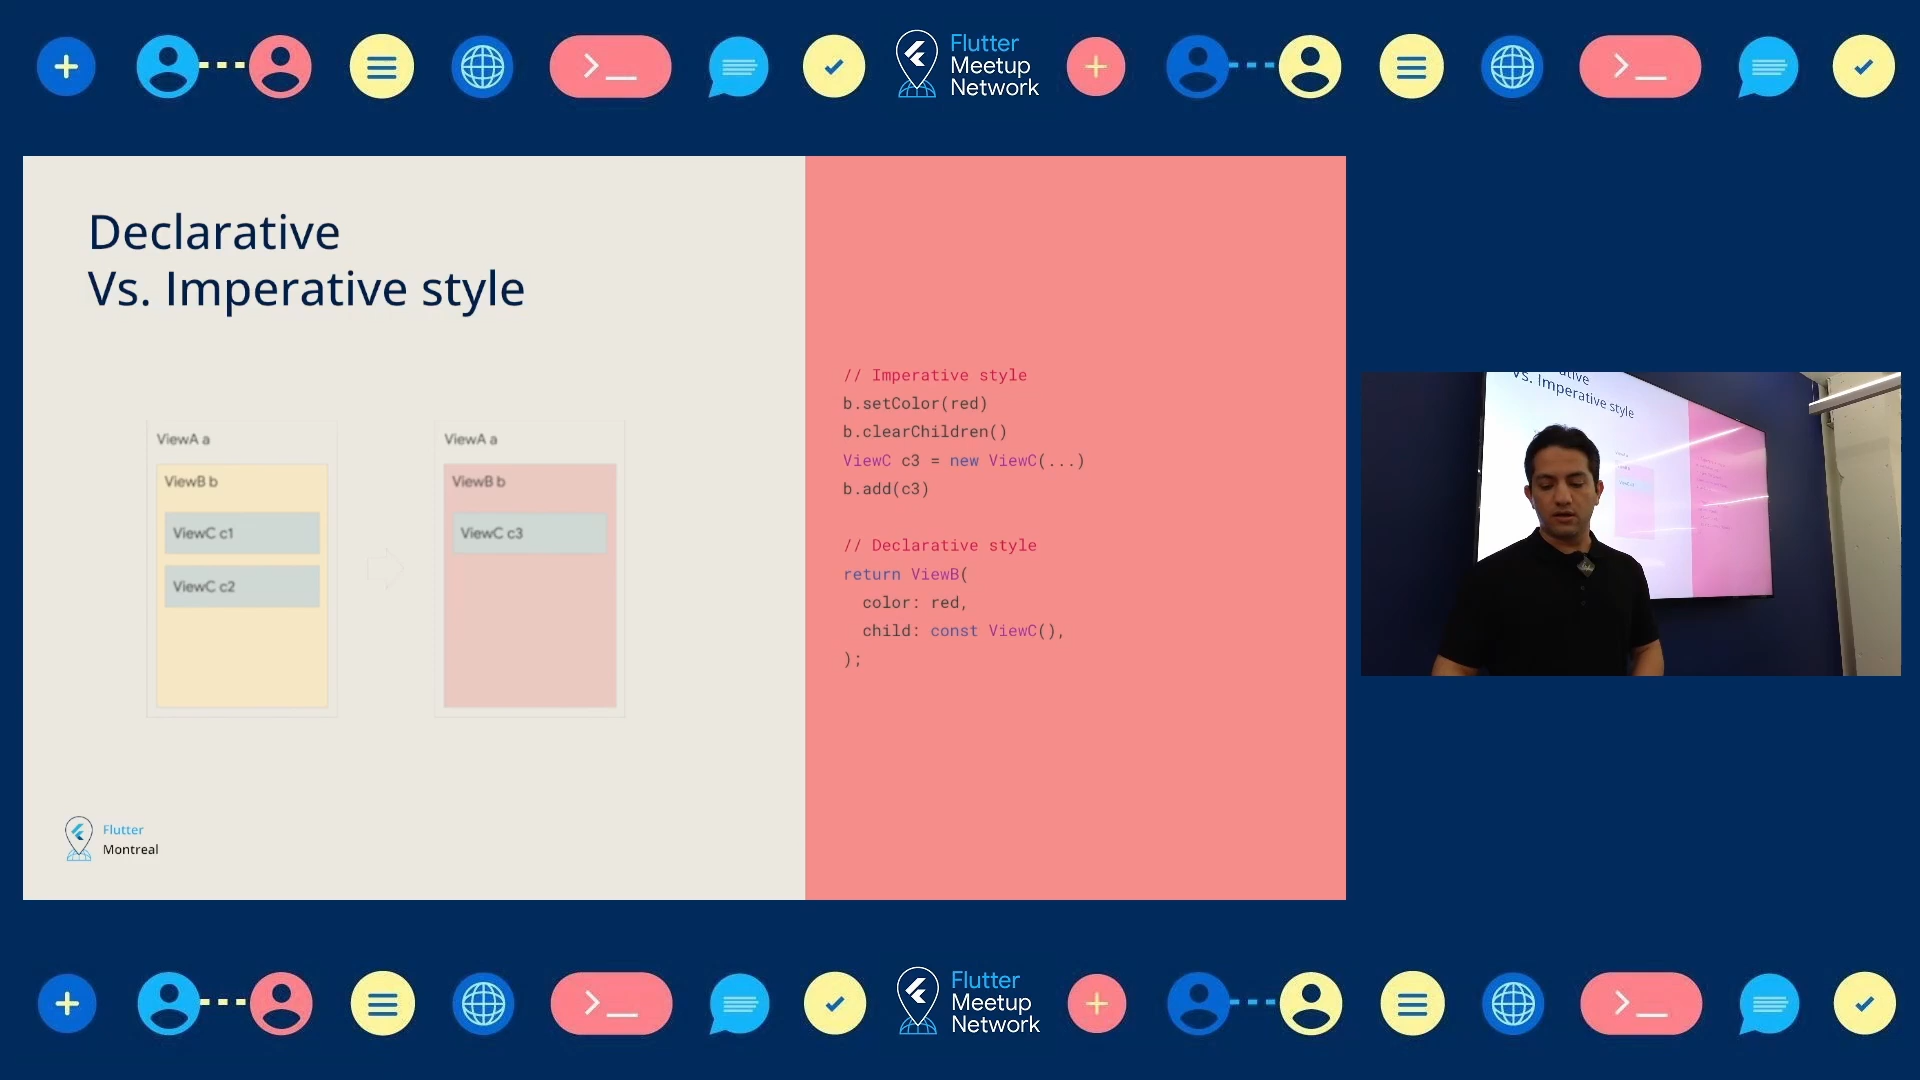 Flutter
Meetup
Network
Declarative
Vs. Imperative style
ViewA a
ViewB b
ViewC c1
ViewC c2
ViewA a
ViewB b
ViewC c3
Flutter
Montreal
// Imperative style
b.setColor(red)
b.clearChildren()
ViewC c3 = new ViewC(...)
b.add(c3)
// Declarative style
return ViewB(
  color: red,
  child: const ViewC(),
);
Vs. Imperative style
Flutter
Meetup
Network